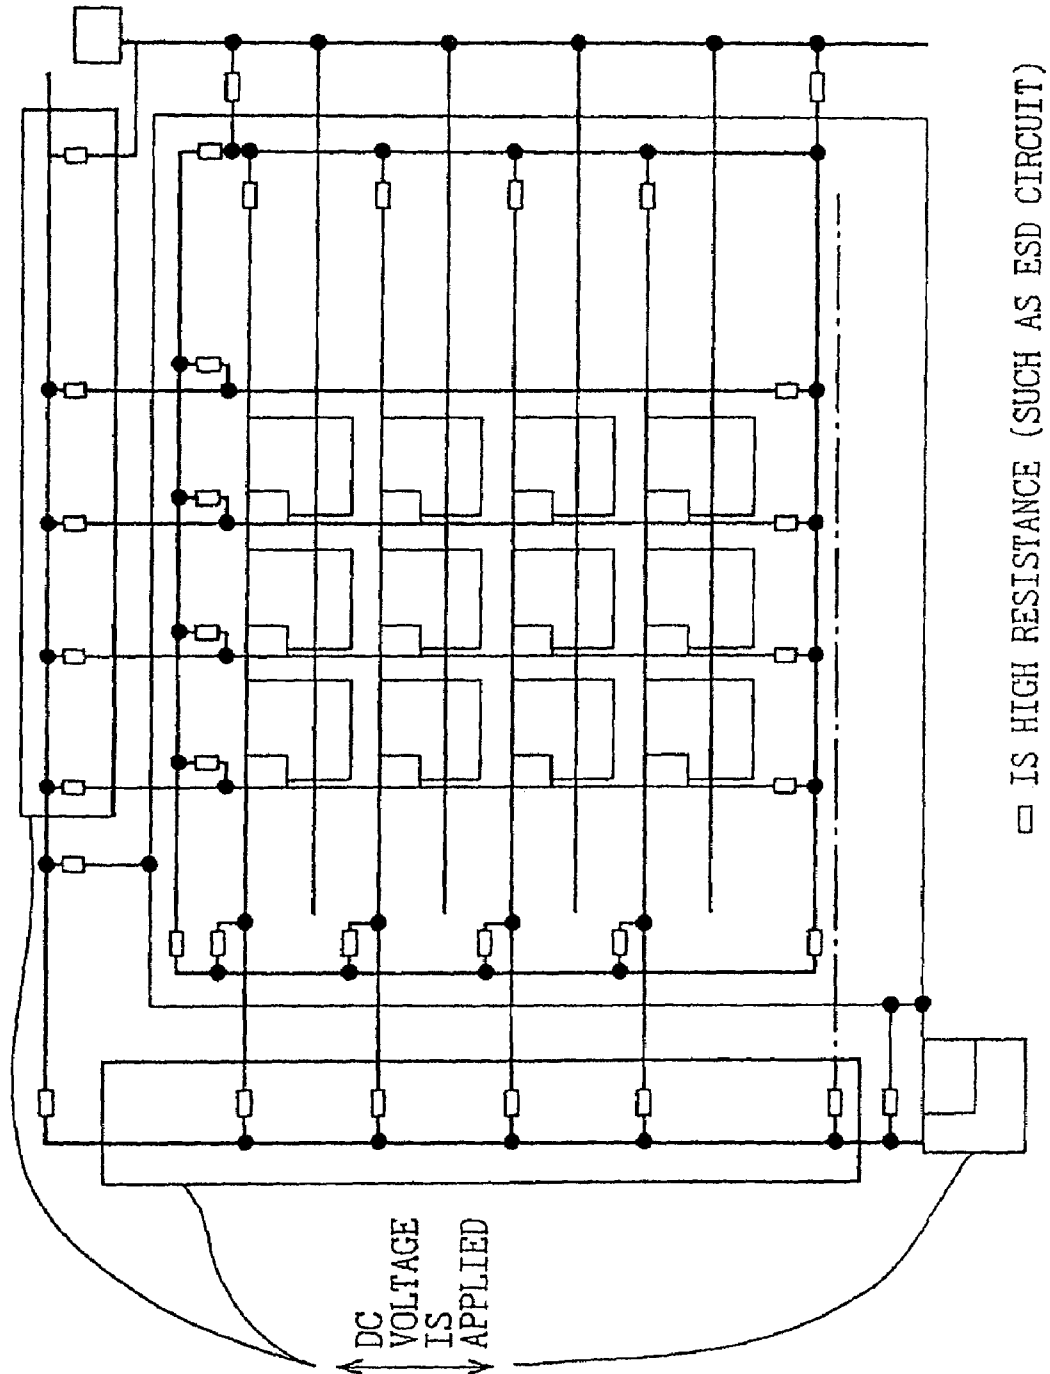 DC
VOLTAGE
IS
APPLIED
▭ IS HIGH RESISTANCE (SUCH AS ESD CIRCUIT)